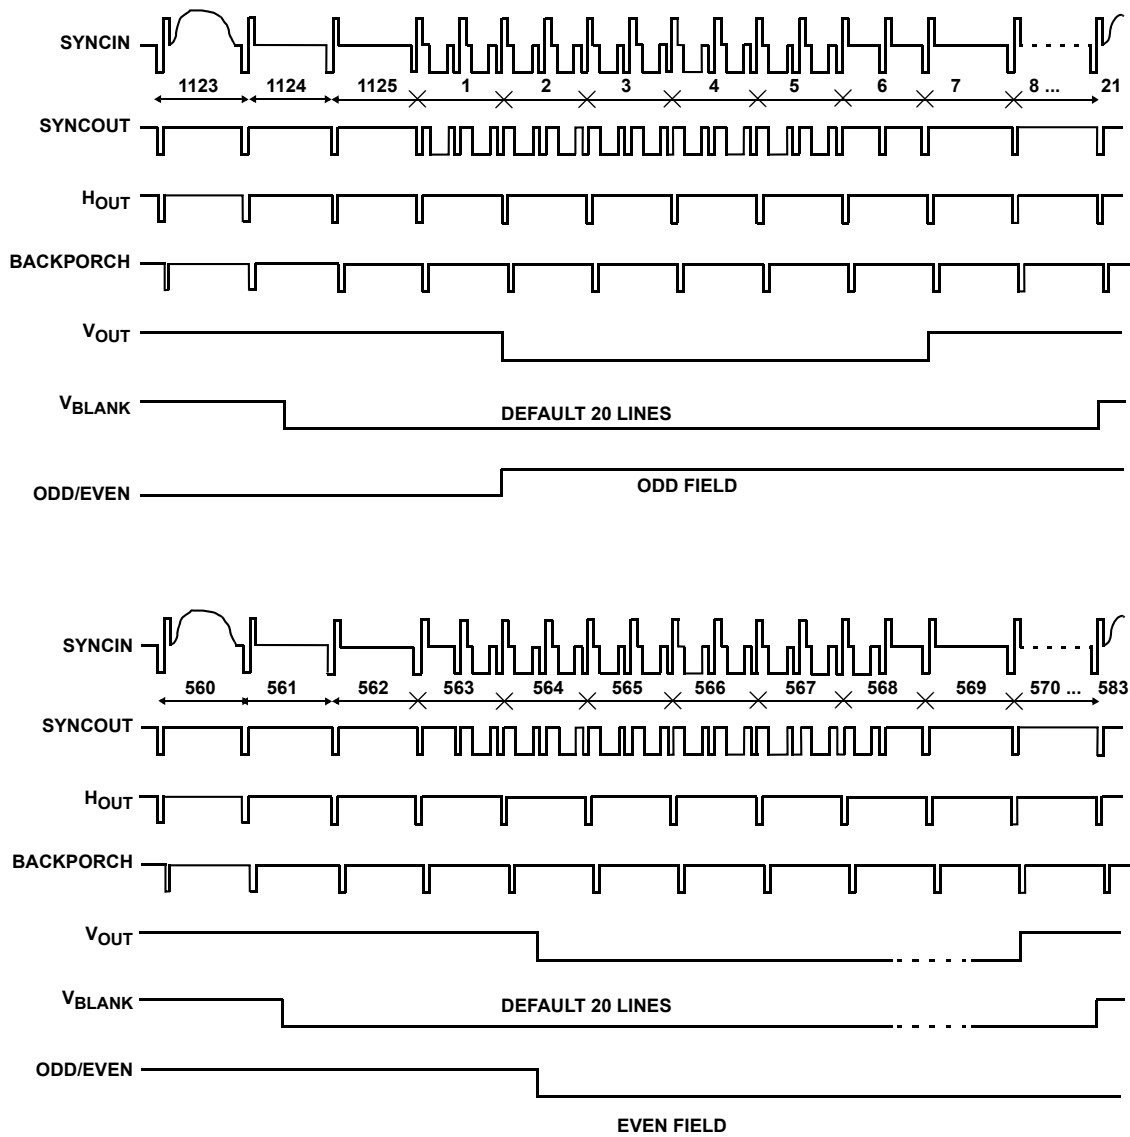 SYNCIN
1123 1124 1125 1 2 3 4 5 6 7 8 ... 21
SYNCOUT
HOUT
BACKPORCH
VOUT
VBLANK
DEFAULT 20 LINES
ODD/EVEN
ODD FIELD
SYNCIN
560 561 562 563 564 565 566 567 568 569 570 ... 583
SYNCOUT
HOUT
BACKPORCH
VOUT
VBLANK
DEFAULT 20 LINES
ODD/EVEN
EVEN FIELD